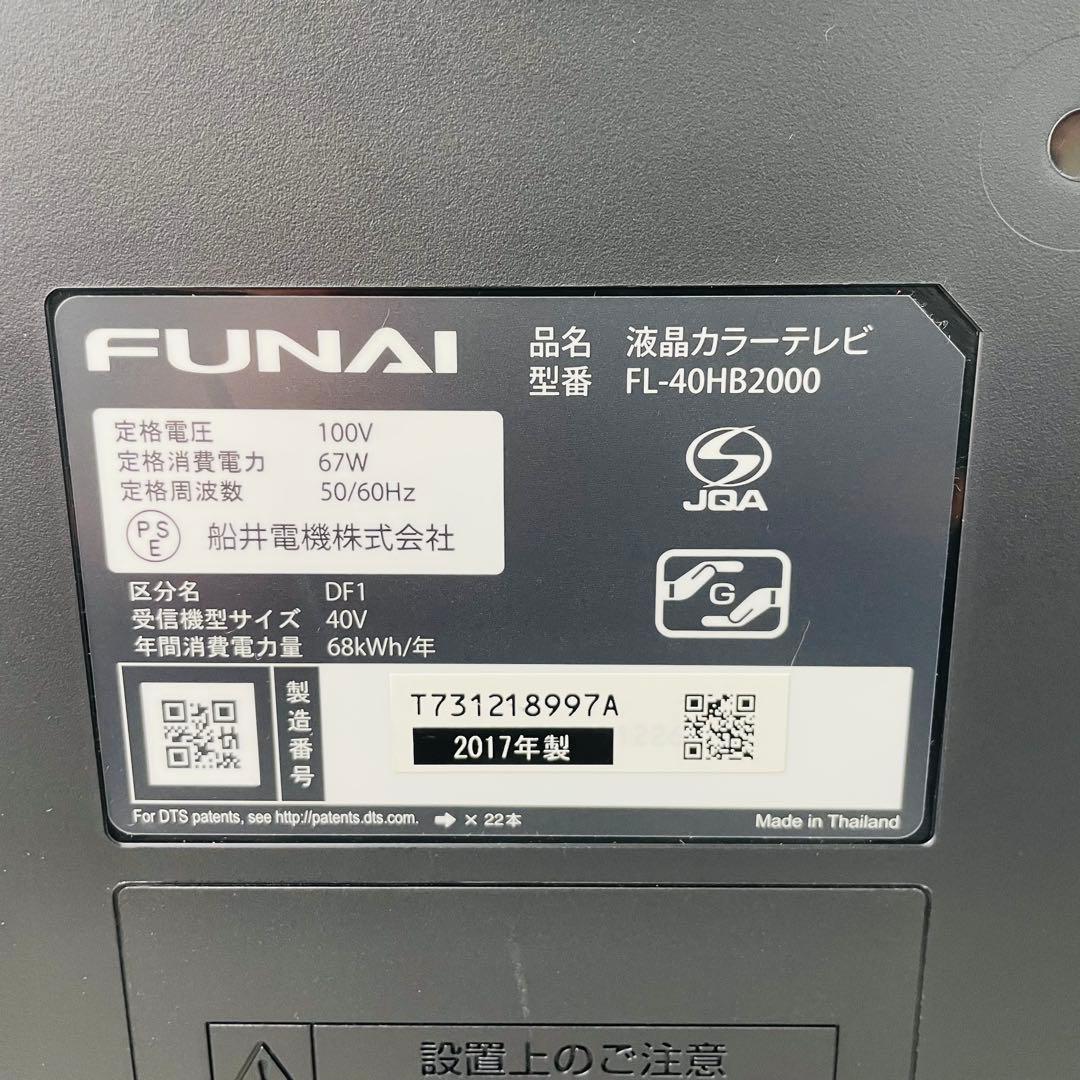 FUNAI
品名 液晶カラーテレビ
型番 FL-40HB2000
定格電圧 100V
定格消費電力 67W
定格周波数 50/60Hz
PSE 船井電機株式会社
JQA
G
区分名 DF1
受信機型サイズ 40V
年間消費電力量 68kWh/年
製造番号
T731218997A
2017年製
For DTS patents, see http://patents.dts.com. ➡ × 22本
Made in Thailand
設置上のご注意